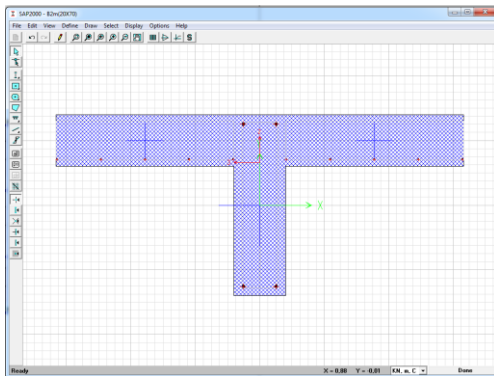 SAP2000 - B2m(20X70)
File Edit View Define Draw Select Display Options Help
X
Ready
X = 0,00 Y = -0,01
KN, m, C
Done